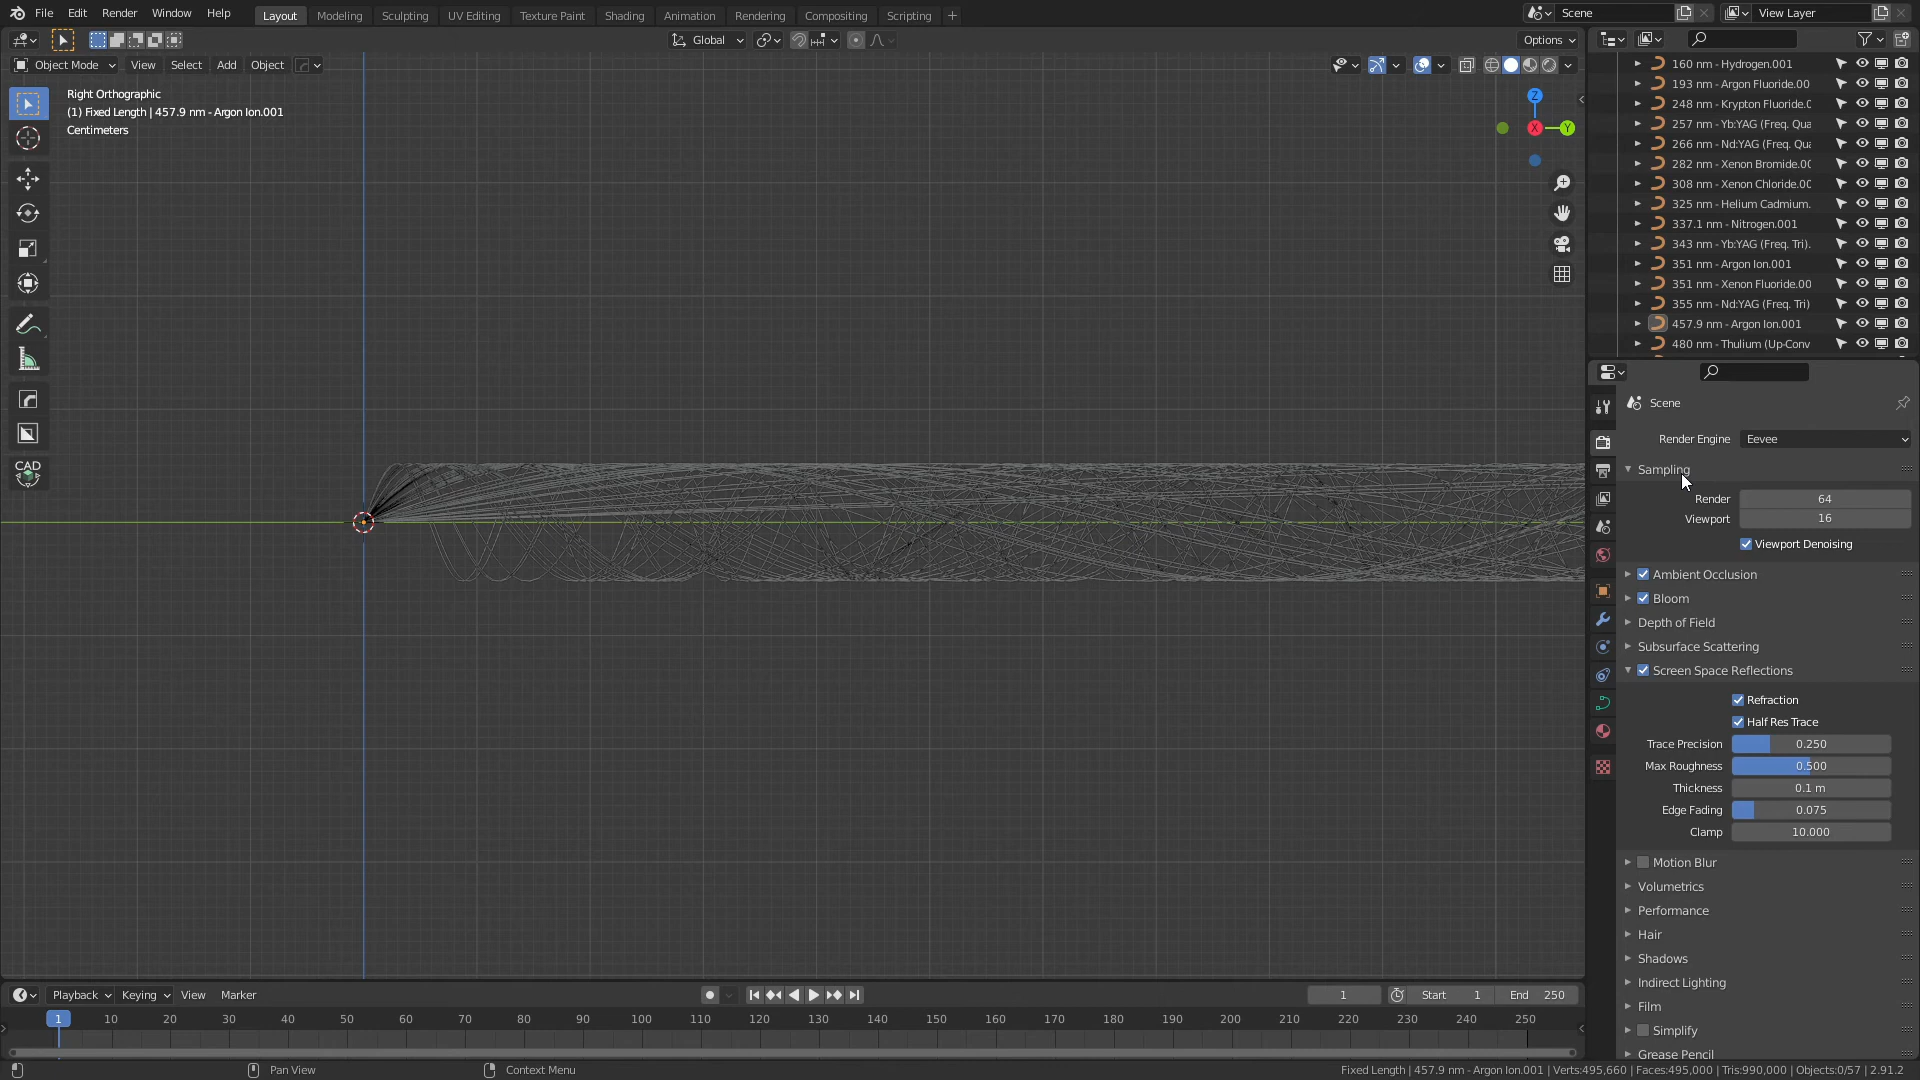 File Edit Render Window Help Layout Modeling Sculpting UV Editing Texture Paint Shading Animation Rendering Compositing Scripting + Scene View Layer
Global Options
Object Mode View Select Add Object
Right Orthographic
(1) Fixed Length | 457.9 nm - Argon Ion.001
Centimeters
Z
X
Y
CAD
160 nm - Hydrogen.001
193 nm - Argon Fluoride.00
248 nm - Krypton Fluoride.0
257 nm - Yb:YAG (Freq. Qua
266 nm - Nd:YAG (Freq. Qua
282 nm - Xenon Bromide.00
308 nm - Xenon Chloride.00
325 nm - Helium Cadmium.
337.1 nm - Nitrogen.001
343 nm - Yb:YAG (Freq. Tri).
351 nm - Argon Ion.001
351 nm - Xenon Fluoride.00
355 nm - Nd:YAG (Freq. Tri)
457.9 nm - Argon Ion.001
480 nm - Thulium (Up-Conv
Scene
Render Engine Eevee
Sampling
Render 64
Viewport 16
Viewport Denoising
Ambient Occlusion
Bloom
Depth of Field
Subsurface Scattering
Screen Space Reflections
Refraction
Half Res Trace
Trace Precision 0.250
Max Roughness 0.500
Thickness 0.1 m
Edge Fading 0.075
Clamp 10.000
Motion Blur
Volumetrics
Performance
Hair
Shadows
Indirect Lighting
Film
Simplify
Grease Pencil
Playback Keying View Marker 1 Start 1 End 250
1 10 20 30 40 50 60 70 80 90 100 110 120 130 140 150 160 170 180 190 200 210 220 230 240 250
Pan View Context Menu Fixed Length | 457.9 nm - Argon Ion.001 | Verts:495,660 | Faces:495,000 | Tris:990,000 | Objects:0/57 | 2.91.2